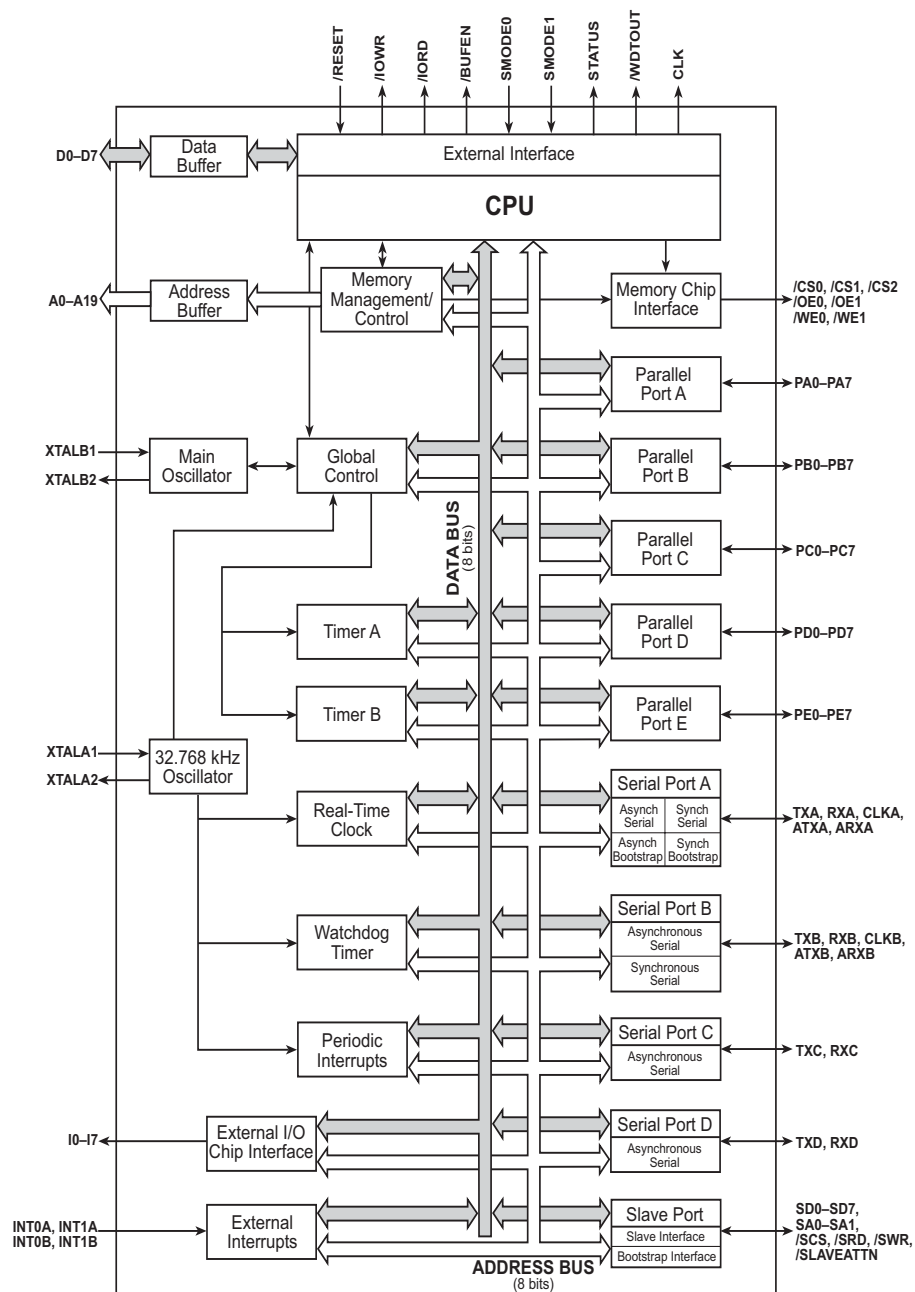 /RESET
/IOWR
/IORD
/BUFEN
SMODE0
SMODE1
STATUS
/WDTOUT
CLK
D0–D7
Data
Buffer
External Interface
CPU
A0–A19
Address
Buffer
Memory
Management/
Control
Memory Chip
Interface
/CS0, /CS1, /CS2
/OE0, /OE1
/WE0, /WE1
Parallel
Port A
PA0–PA7
XTALB1
XTALB2
Main
Oscillator
Global
Control
Parallel
Port B
PB0–PB7
DATA BUS
(8 bits)
Parallel
Port C
PC0–PC7
Timer A
Parallel
Port D
PD0–PD7
Timer B
Parallel
Port E
PE0–PE7
XTALA1
XTALA2
32.768 kHz
Oscillator
Real-Time
Clock
Serial Port A
Asynch
Serial
Synch
Serial
Asynch
Bootstrap
Synch
Bootstrap
TXA, RXA, CLKA,
ATXA, ARXA
Watchdog
Timer
Serial Port B
Asynchronous
Serial
Synchronous
Serial
TXB, RXB, CLKB,
ATXB, ARXB
Periodic
Interrupts
Serial Port C
Asynchronous
Serial
TXC, RXC
I0–I7
External I/O
Chip Interface
Serial Port D
Asynchronous
Serial
TXD, RXD
INT0A, INT1A
INT0B, INT1B
External
Interrupts
Slave Port
Slave Interface
Bootstrap Interface
SD0–SD7,
SA0–SA1,
/SCS, /SRD, /SWR,
/SLAVEATTN
ADDRESS BUS
(8 bits)